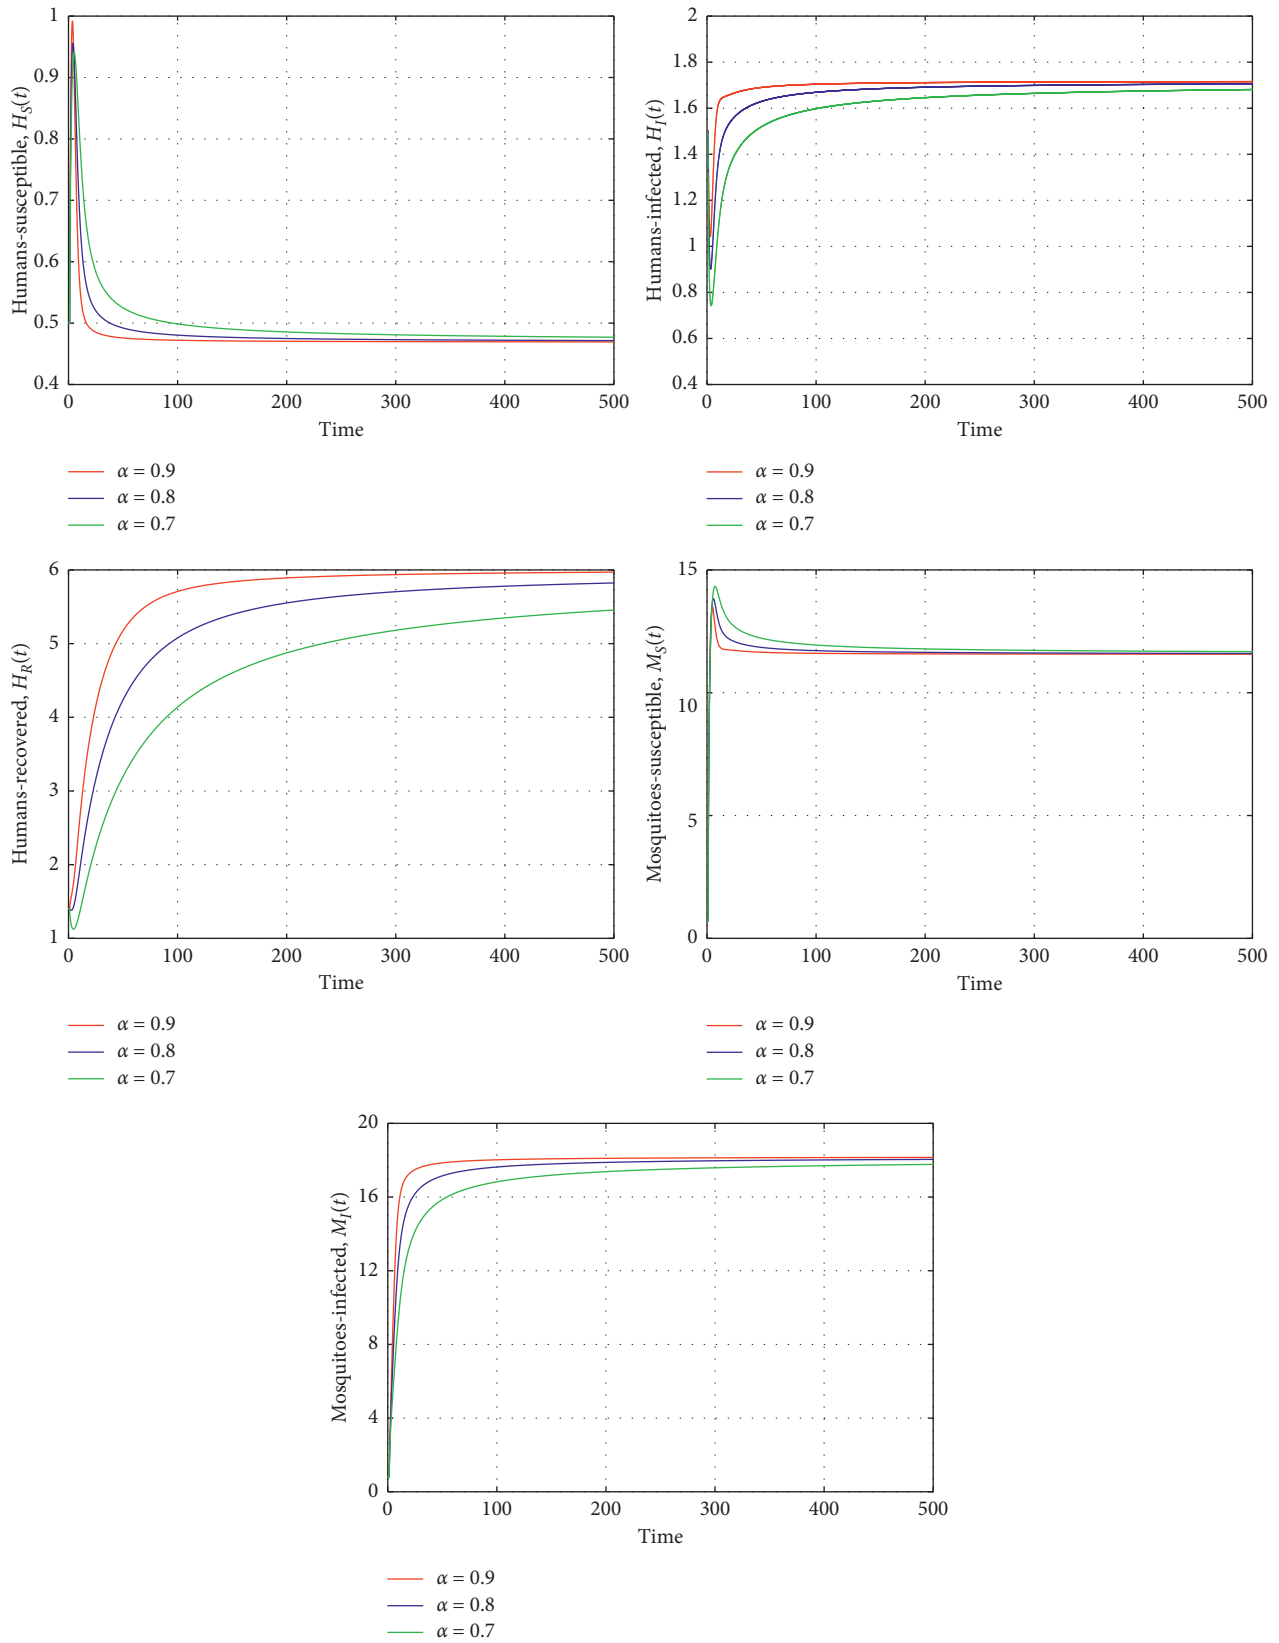 1
0.9
0.8
0.7
0.6
0.5
0.4
Humans-susceptible, H_S(t)
0 100 200 300 400 500
Time
α = 0.9
α = 0.8
α = 0.7
2
1.8
1.6
1.4
1.2
1
0.8
0.6
0.4
Humans-infected, H_I(t)
0 100 200 300 400 500
Time
α = 0.9
α = 0.8
α = 0.7
6
5
4
3
2
1
Humans-recovered, H_R(t)
0 100 200 300 400 500
Time
α = 0.9
α = 0.8
α = 0.7
15
10
5
0
Mosquitoes-susceptible, M_S(t)
0 100 200 300 400 500
Time
α = 0.9
α = 0.8
α = 0.7
20
16
12
8
4
0
Mosquitoes-infected, M_I(t)
0 100 200 300 400 500
Time
α = 0.9
α = 0.8
α = 0.7